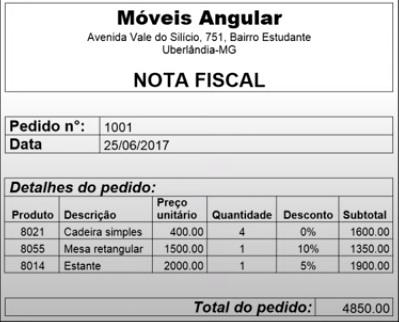 Móveis Angular
Avenida Vale do Silício, 751, Bairro Estudante
Uberlândia-MG
NOTA FISCAL
Pedido n°: 1001
Data 25/06/2017
Detalhes do pedido:
Produto Descrição Preço unitário Quantidade Desconto Subtotal
8021 Cadeira simples 400.00 4 0% 1600.00
8055 Mesa retangular 1500.00 1 10% 1350.00
8014 Estante 2000.00 1 5% 1900.00
Total do pedido: 4850.00